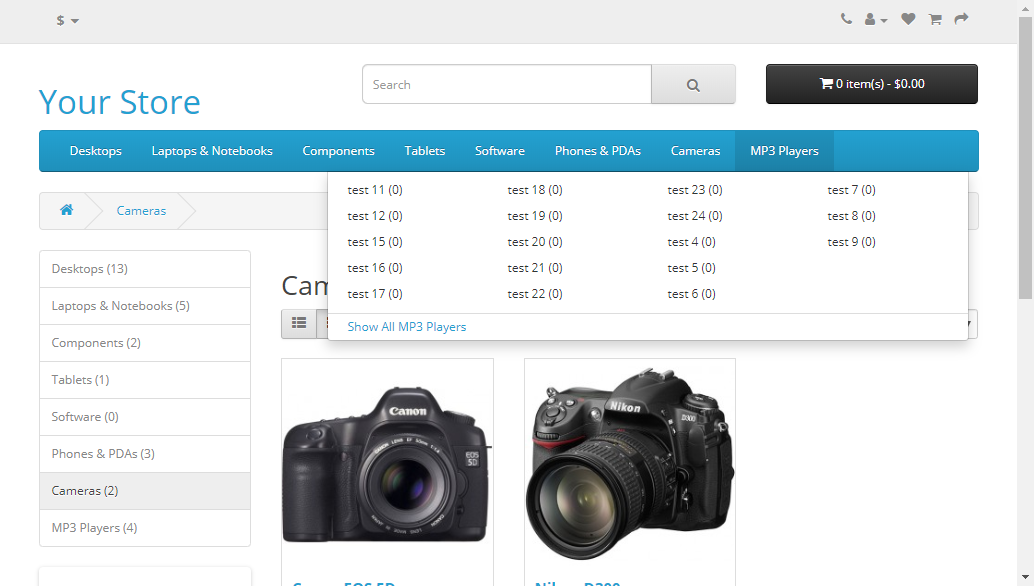 $
Search
0 item(s) - $0.00
Your Store
Desktops Laptops & Notebooks Components Tablets Software Phones & PDAs Cameras MP3 Players
test 11 (0) test 18 (0) test 23 (0) test 7 (0)
test 12 (0) test 19 (0) test 24 (0) test 8 (0)
test 15 (0) test 20 (0) test 4 (0) test 9 (0)
test 16 (0) test 21 (0) test 5 (0)
test 17 (0) test 22 (0) test 6 (0)
Show All MP3 Players
Cameras
Desktops (13)
Laptops & Notebooks (5)
Components (2)
Tablets (1)
Software (0)
Phones & PDAs (3)
Cameras (2)
MP3 Players (4)
Canon
EOS
5D
Nikon
D300
Canon EOS 5D
Nikon D300